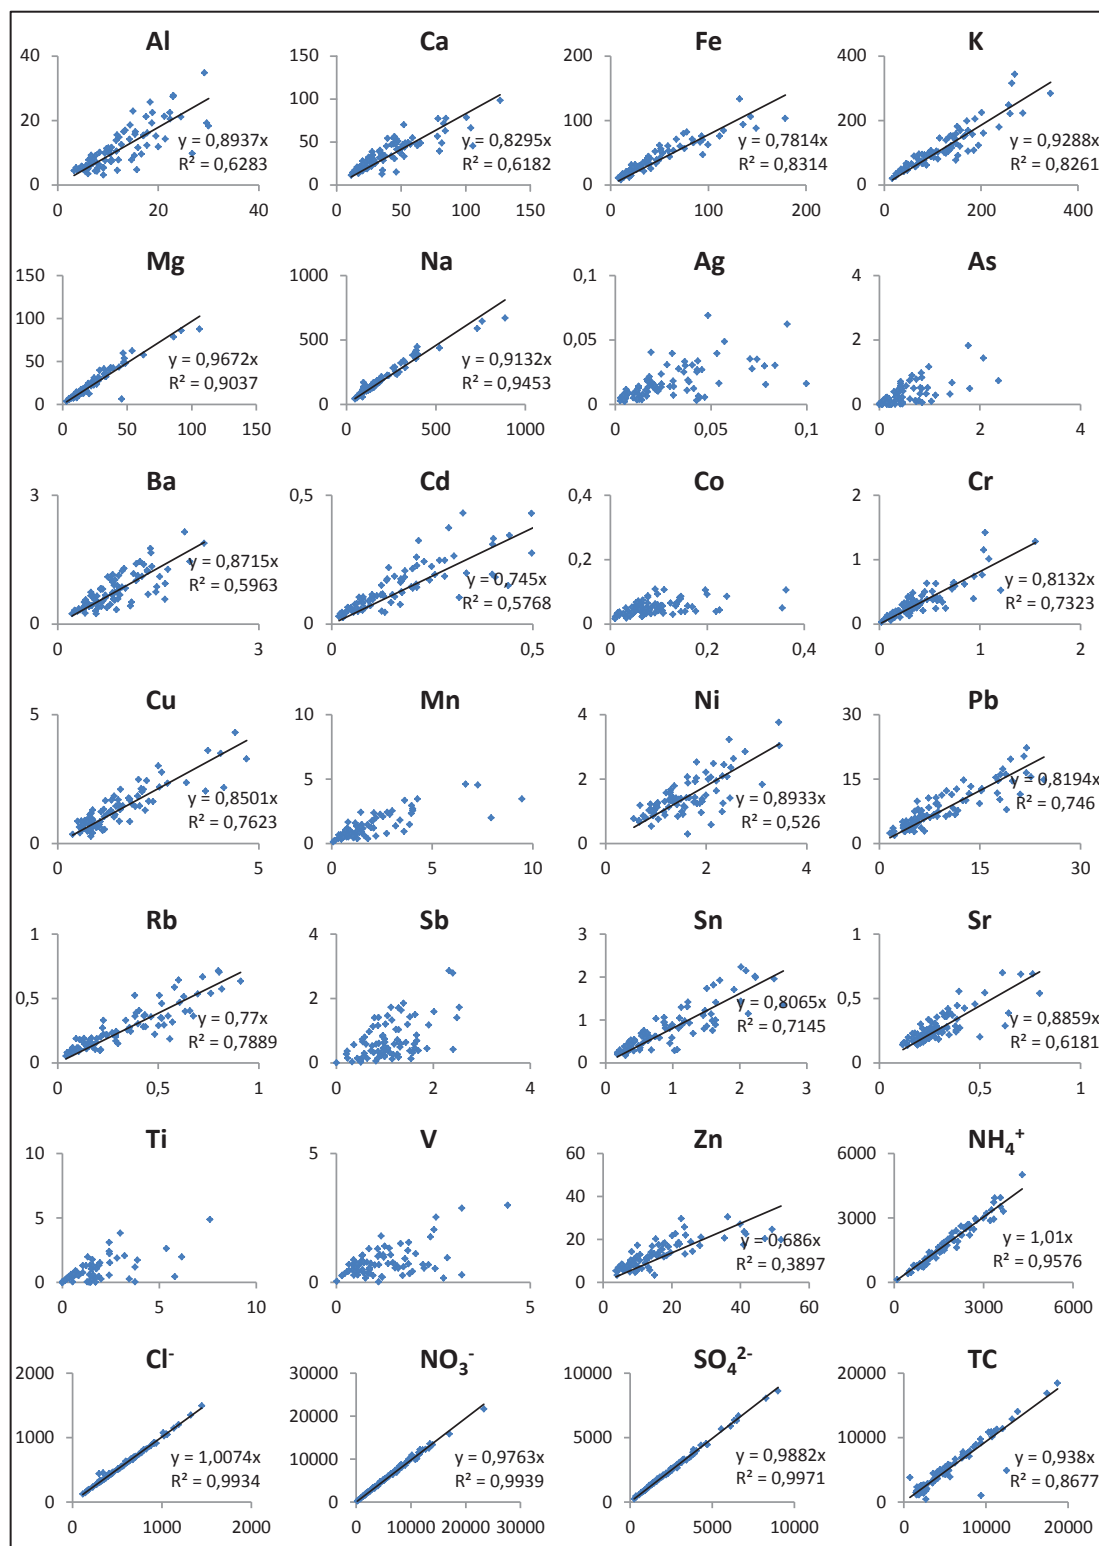 Al Ca Fe K
40 150 200 400
20 100 50 100 200
y = 0,8937x y = 0,8295x y = 0,7814x y = 0,9288x
R² = 0,6283 R² = 0,6182 R² = 0,8314 R² = 0,8261
0 0 0 0
0 20 40 0 50 100 150 0 100 200 0 200 400
Mg Na Ag As
150 1000 0,1 4
100 50 500 0,05 2
y = 0,9672x y = 0,9132x
R² = 0,9037 R² = 0,9453
0 0 0 0
0 50 100 150 0 500 1000 0 0,05 0,1 0 2 4
Ba Cd Co Cr
3 0,5 0,4 2
0,2 1
y = 0,8715x y = 0,745x y = 0,8132x
R² = 0,5963 R² = 0,5768 R² = 0,7323
0 0 0 0
0 3 0 0,5 0 0,2 0,4 0 1 2
Cu Mn Ni Pb
5 10 4 30
5 2 15
y = 0,8501x y = 0,8933x y = 0,8194x
R² = 0,7623 R² = 0,526 R² = 0,746
0 0 0 0
0 5 0 5 10 0 2 4 0 15 30
Rb Sb Sn Sr
1 4 3 1
0,5 2 2 1 0,5
y = 0,77x y = 0,8065x y = 0,8859x
R² = 0,7889 R² = 0,7145 R² = 0,6181
0 0 0 0
0 0,5 1 0 2 4 0 1 2 3 0 0,5 1
Ti V Zn NH₄⁺
10 5 60 6000
5 40 20 3000
y = 0,686x y = 1,01x
R² = 0,3897 R² = 0,9576
0 0 0 0
0 5 10 0 5 0 20 40 60 0 3000 6000
Cl⁻ NO₃⁻ SO₄²⁻ TC
2000 30000 10000 20000
1000 20000 10000 5000 10000
y = 1,0074x y = 0,9763x y = 0,9882x y = 0,938x
R² = 0,9934 R² = 0,9939 R² = 0,9971 R² = 0,8677
0 0 0 0
0 1000 2000 0 10000 20000 30000 0 5000 10000 0 10000 20000